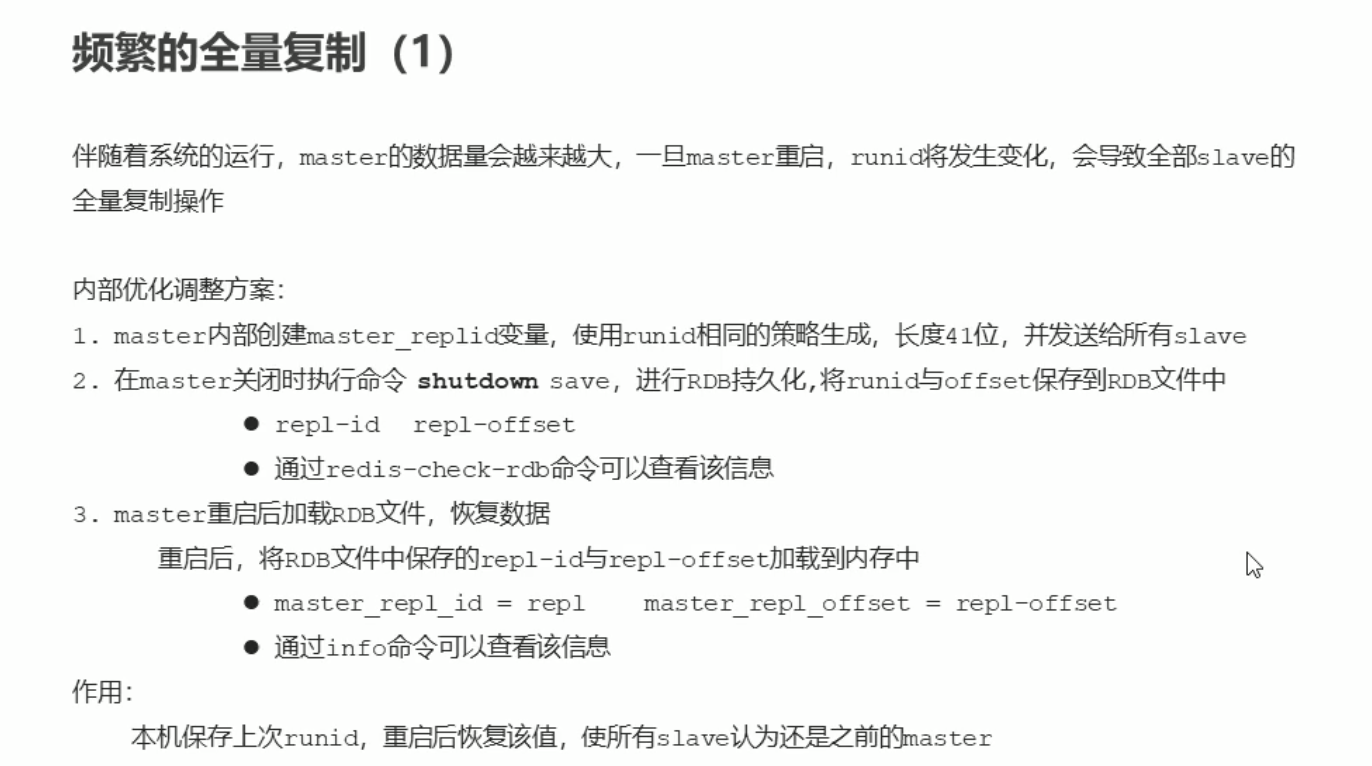 频繁的全量复制（1）
伴随着系统的运行，master的数据量会越来越大，一旦master重启，runid将发生变化，会导致全部slave的
全量复制操作
内部优化调整方案：
1. master内部创建master_replid变量，使用runid相同的策略生成，长度41位，并发送给所有slave
2. 在master关闭时执行命令 shutdown save，进行RDB持久化,将runid与offset保存到RDB文件中
● repl-id repl-offset
● 通过redis-check-rdb命令可以查看该信息
3. master重启后加载RDB文件，恢复数据
重启后，将RDB文件中保存的repl-id与repl-offset加载到内存中
● master_repl_id = repl master_repl_offset = repl-offset
● 通过info命令可以查看该信息
作用：
本机保存上次runid，重启后恢复该值，使所有slave认为还是之前的master